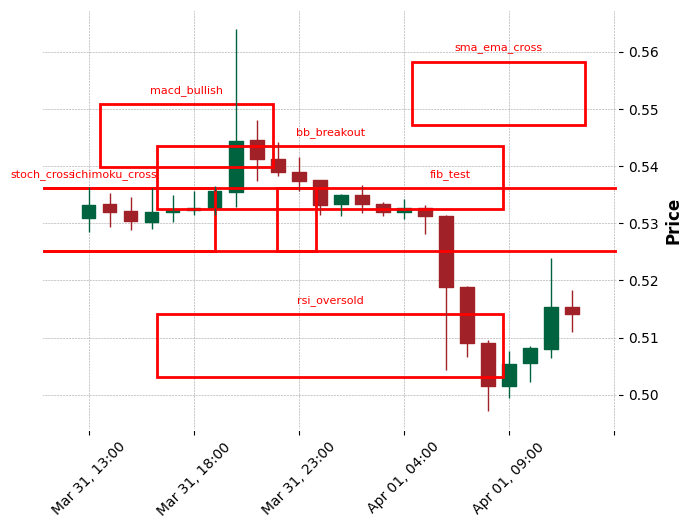 sma_ema_cross
0.56
macd_bullish
0.55
bb_breakout
0.54
stoch_cross
ichimoku_cross
fib_test
0.53
Price
0.52
rsi_oversold
0.51
0.50
Mar 31, 13:00
Mar 31, 18:00
Mar 31, 23:00
Apr 01, 04:00
Apr 01, 09:00